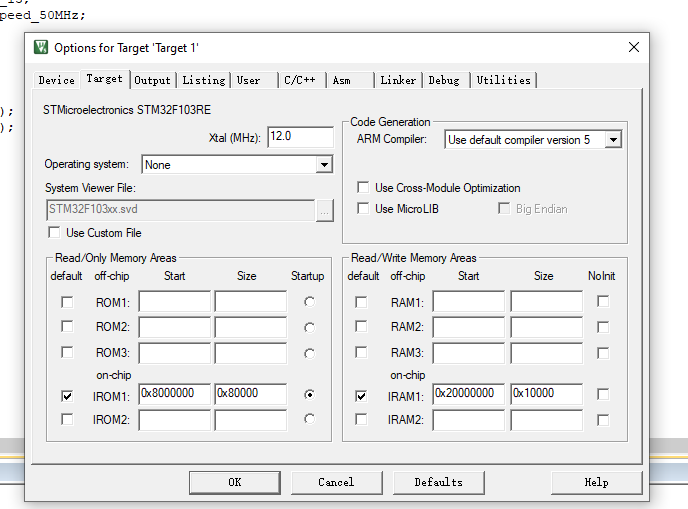 peed_50MHz;
);
);
Options for Target 'Target 1'
Device Target Output Listing User C/C++ Asm Linker Debug Utilities
STMicroelectronics STM32F103RE
Xtal (MHz): 12.0
Operating system: None
System Viewer File:
STM32F103xx.svd ...
Use Custom File
Code Generation
ARM Compiler: Use default compiler version 5
Use Cross-Module Optimization
Use MicroLIB Big Endian
Read/Only Memory Areas
default off-chip Start Size Startup
ROM1:
ROM2:
ROM3:
on-chip
IROM1: 0x8000000 0x80000
IROM2:
Read/Write Memory Areas
default off-chip Start Size NoInit
RAM1:
RAM2:
RAM3:
on-chip
IRAM1: 0x20000000 0x10000
IRAM2:
OK Cancel Defaults Help